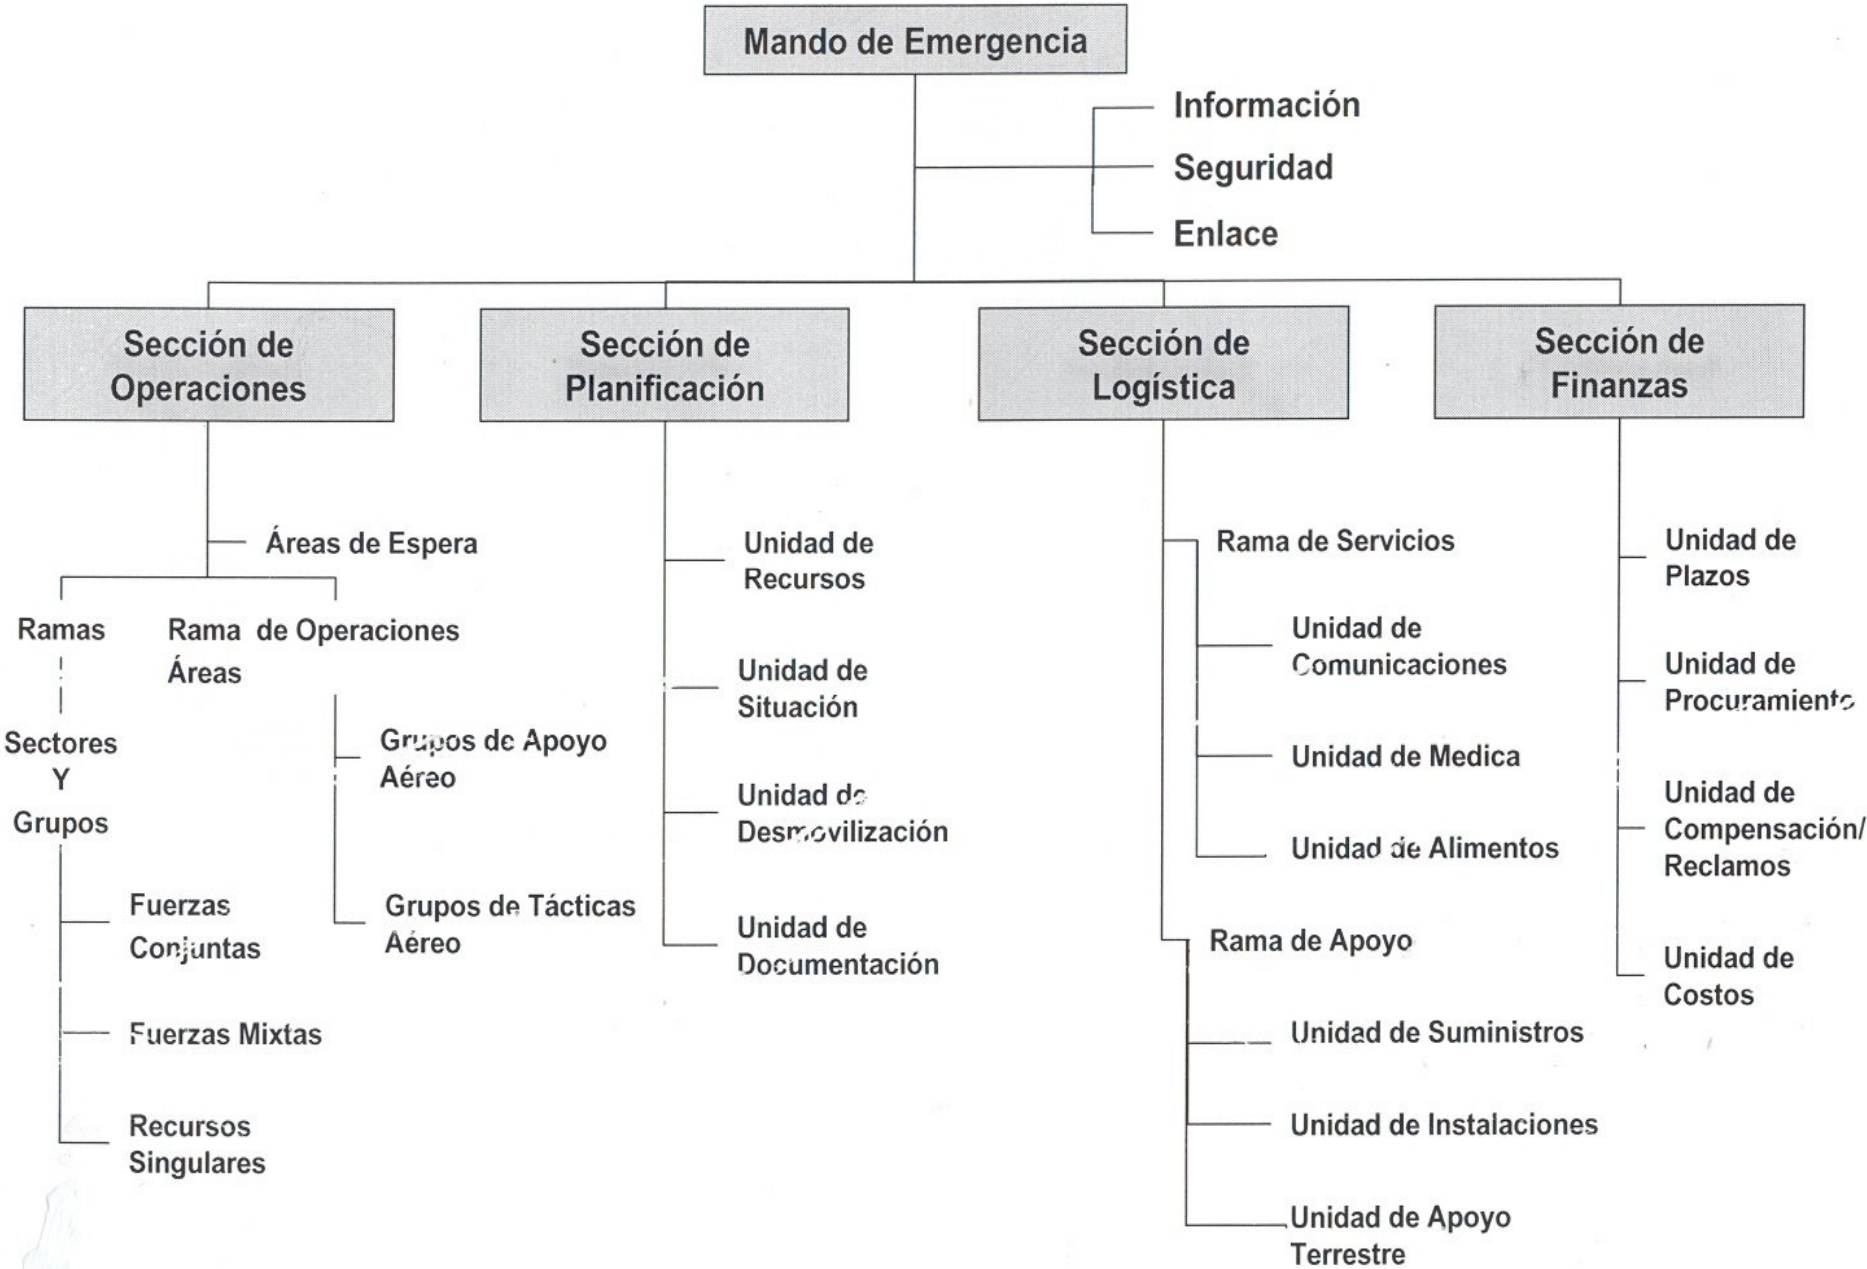 Mando de Emergencia
Información
Seguridad
Enlace
Sección de
Operaciones
Sección de
Planificación
Sección de
Logística
Sección de
Finanzas
Áreas de Espera
Ramas
Rama de Operaciones
Áreas
Sectores
Y
Grupos
Grupos de Apoyo
Aéreo
Grupos de Tácticas
Aéreo
Fuerzas
Conjuntas
Fuerzas Mixtas
Recursos
Singulares
Unidad de
Recursos
Unidad de
Situación
Unidad de
Desmovilización
Unidad de
Documentación
Rama de Servicios
Unidad de
Comunicaciones
Unidad de Medica
Unidad de Alimentos
Rama de Apoyo
Unidad de Suministros
Unidad de Instalaciones
Unidad de Apoyo
Terrestre
Unidad de
Plazos
Unidad de
Procuramiento
Unidad de
Compensación/
Reclamos
Unidad de
Costos